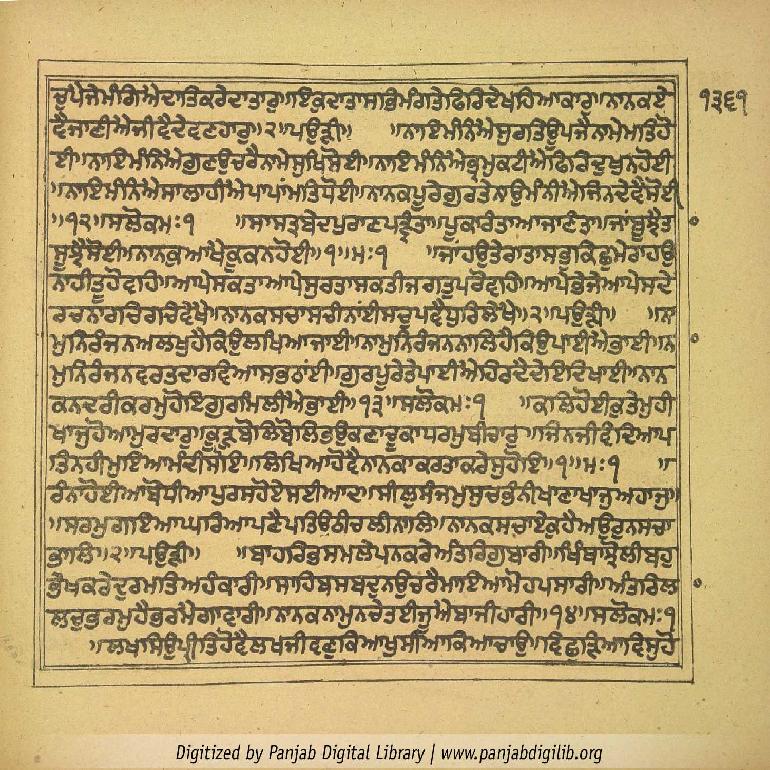 ਚੁਪੈਜੇਮੰਗਿਐਦਾਤਿਕਰੇਦਾਤਾਰੁ॥ਇਕੁਦਾਤਾਸਭਿਮੰਗਤੇਫਿਰਿਦੇਖਹਿਆਕਾਰੁ॥ਨਾਨਕਏ
ਵੈਜਾਣੀਐਜੀਵੈਦੇਵਣਹਾਰੁ॥੨॥ਪਉੜੀ॥ ॥ਨਾਇਮੰਨਿਐਸੁਰਤਿਊਪਜੈਨਾਮੇਮਤਿਹੋ
ਈ॥ਨਾਇਮੰਨਿਐਗੁਣਉਚਰੈਨਾਮੇਸੁਖਿਸੋਈ॥ਨਾਇਮੰਨਿਐਭ੍ਰਮੁਕਟੀਐਫਿਰਿਦੁਖੁਨਹੋਈ
॥ਨਾਇਮੰਨਿਐਸਾਲਾਹੀਐਪਾਪਾਂਮਤਿਧੋਈ॥ਨਾਨਕਪੂਰੇਗੁਰਤੇਨਾਉਮੰਨੀਐਜਿਨਦੇਵੈਸੋਈ
॥੧੨॥ਸਲੋਕਮਃ੧ ॥ਸਾਸਤ੍ਰਬੇਦਪੁਰਾਣਪੜ੍ਹੰਤਾ॥ਪੂਕਾਰੰਤਾਅਜਾਣੰਤਾ॥ਜਾਂਬੂਝੈਤ
ਸੂਝੈਸੋਈ॥ਨਾਨਕੁਆਖੈਕੂਕਨਹੋਈ॥੧॥ਮਃ੧ ॥ਜਾਂਹਉਤੇਰਾਤਾਸਭੁਕਿਛੁਮੇਰਾਹਉ
ਨਾਹੀਤੂਹੋਵਹਿ॥ਆਪੇਸਕਤਾਆਪੇਸੁਰਤਾਸਕਤੀਜਗਤੁਪਰੋਵਹਿ॥ਆਪੇਭੇਜੇਆਪੇਸਦੇ
ਰਚਨਾਰਚਿਰਚਿਵੇਖੈ॥ਨਾਨਕਸਚਾਸਚੀਨਾਂਈਸਚੁਪਵੈਧੁਰਿਲੇਖੈ॥੨॥ਪਉੜੀ॥ ॥ਨਾ
ਮੁਨਿਰੰਜਨਅਲਖੁਹੈਕਿਉਲਖਿਆਜਾਈ॥ਨਾਮੁਨਿਰੰਜਨਨਾਲਿਹੈਕਿਉਪਾਈਐਭਾਈ॥ਨਾ
ਮੁਨਿਰੰਜਨਵਰਤਦਾਰਵਿਆਸਭਠਾਂਈ॥ਗੁਰਪੂਰੇਤੇਪਾਈਐਹਿਰਦੈਦੇਇਦਿਖਾਈ॥ਨਾਨ
ਕਨਦਰੀਕਰਮੁਹੋਇਗੁਰਮਿਲੀਐਭਾਈ॥੧੩॥ਸਲੋਕਮਃ੧ ॥ਕਲਿਹੋਈਕੁਤੇਮੁਹੀ
ਖਾਜੁਹੋਆਮੁਰਦਾਰੁ॥ਕੂੜੁਬੋਲਿਬੋਲਿਭਉਕਣਾਚੂਕਾਧਰਮੁਬੀਚਾਰੁ॥ਜਿਨਜੀਵੰਦਿਆਪ
ਤਿਨਹੀਮੁਇਆਮੰਦੀਸੋਇ॥ਲਿਖਿਆਹੋਵੈਨਾਨਕਾਕਰਤਾਕਰੇਸੁਹੋਇ॥੧॥ਮਃ੧ ॥
ਰੰਨਾਹੋਈਆਬੋਧੀਆਪੁਰਸਹੋਏਸਈਆਦ॥ਸੀਲੁਸੰਜਮੁਸੁਚਭੰਨੀਖਾਣਾਖਾਜੁਅਹਾਜੁ॥
॥ਸਰਮੁਗਇਆਘਰਿਆਪਣੈਪਤਿਉਠੀਚਲੀਨਾਲਿ॥ਨਾਨਕਸਚਾਏਕੁਹੈਅਉਰੁਨਸਚਾ
ਭਾਲਿ॥੨॥ਪਉੜੀ॥ ॥ਬਾਹਰਿਭਸਮਲੇਪਨਕਰੇਅੰਤਰਿਗੁਬਾਰੀ॥ਖਿੰਥਾਝੋਲੀਬਹੁ
ਭੇਖਕਰੇਦੁਰਮਤਿਅਹੰਕਾਰੀ॥ਸਾਹਿਬਸਬਦੁਨਊਚਰੈਮਾਇਆਮੋਹਪਸਾਰੀ॥ਅੰਤਰਿਲਾ
ਲਚੁਭਰਮੁਹੈਭਰਮੈਗਾਵਾਰੀ॥ਨਾਨਕਨਾਮੁਨਚੇਤਈਜੂਐਬਾਜੀਹਾਰੀ॥੧੪॥ਸਲੋਕਮਃ੧
॥ਲਖਸਿਉਪ੍ਰੀਤਿਹੋਵੈਲਖਜੀਵਣੁਕਿਆਖੁਸੀਆਕਿਆਚਾਉ॥ਵਿਛੁੜਿਆਵਿਸੁਹੋ
੧੩੬੧
Digitized by Panjab Digital Library | www.panjabdigilib.org